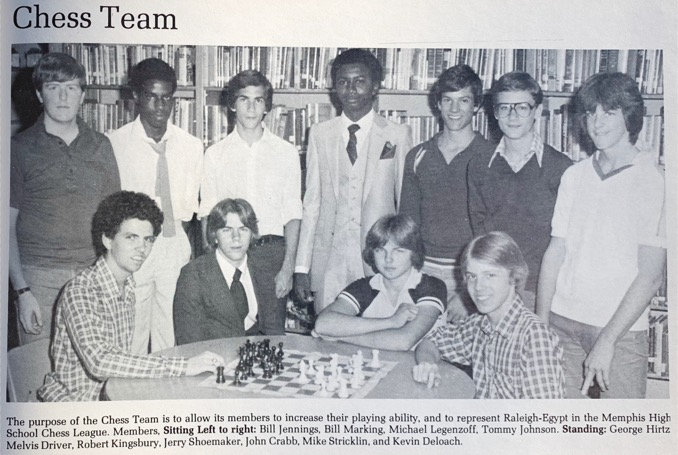 Chess Team
The purpose of the Chess Team is to allow its members to increase their playing ability, and to represent Raleigh-Egypt in the Memphis High
School Chess League. Members, Sitting Left to right: Bill Jennings, Bill Marking, Michael Legenzoff, Tommy Johnson. Standing: George Hirtz
Melvis Driver, Robert Kingsbury, Jerry Shoemaker, John Crabb, Mike Stricklin, and Kevin Deloach.